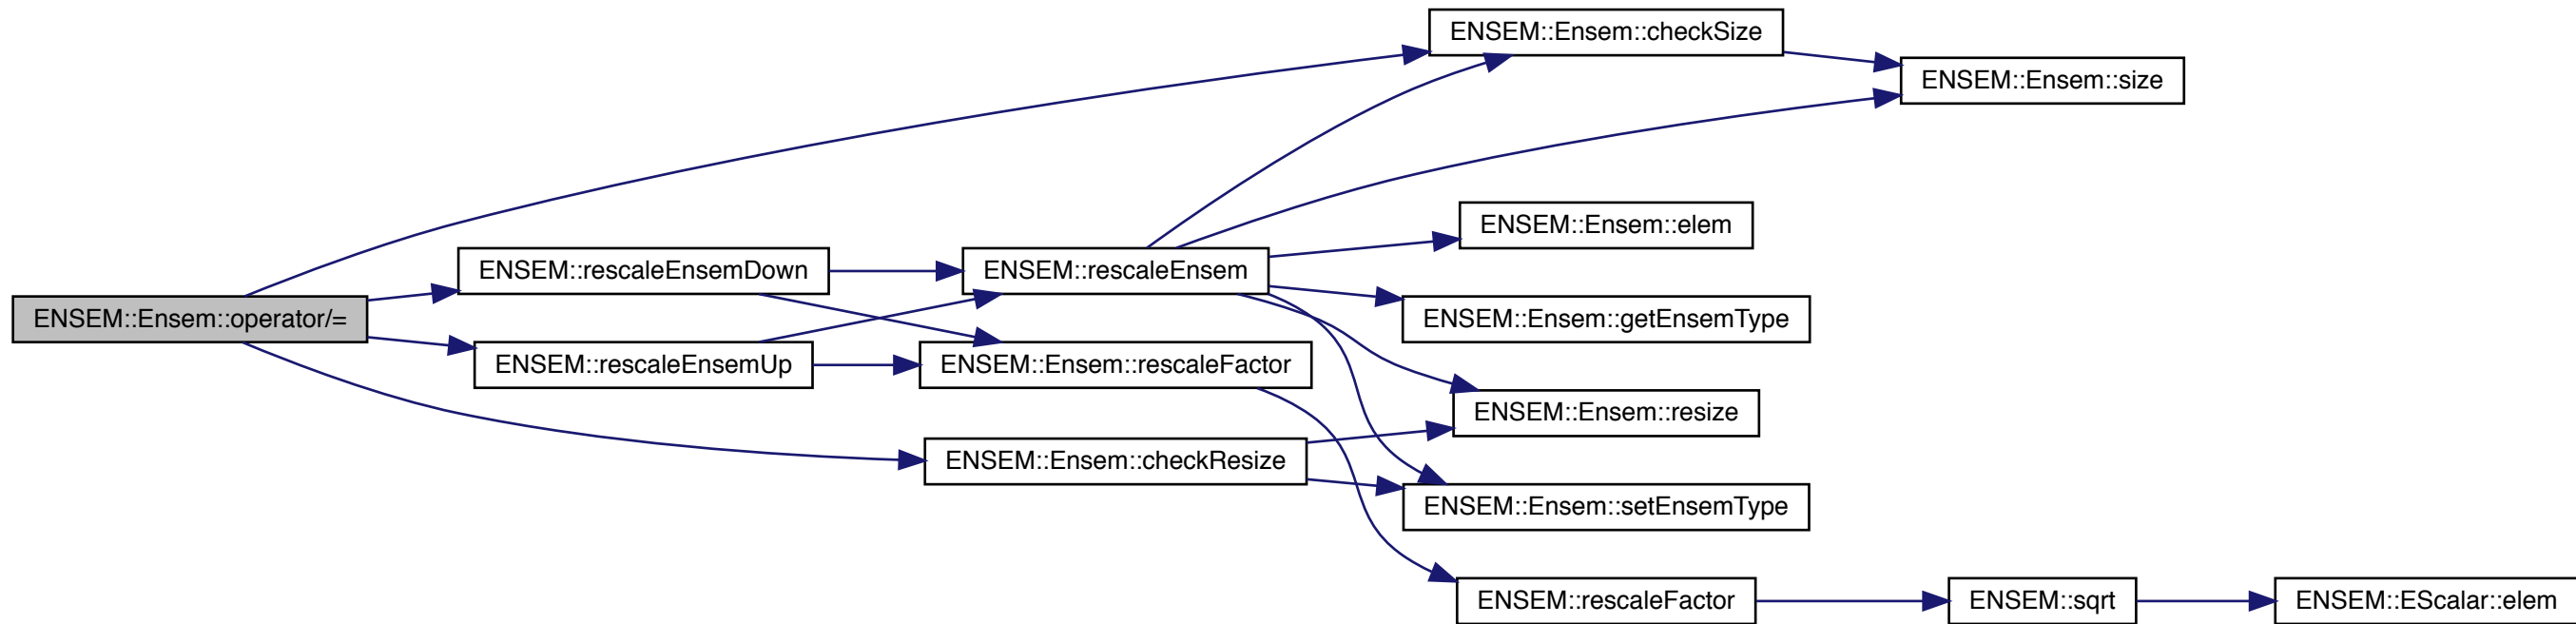 ENSEM::Ensem::checkSize
ENSEM::Ensem::size
ENSEM::Ensem::elem
ENSEM::rescaleEnsemDown
ENSEM::rescaleEnsem
ENSEM::Ensem::operator/=
ENSEM::Ensem::getEnsemType
ENSEM::rescaleEnsemUp
ENSEM::Ensem::rescaleFactor
ENSEM::Ensem::resize
ENSEM::Ensem::checkResize
ENSEM::Ensem::setEnsemType
ENSEM::rescaleFactor
ENSEM::sqrt
ENSEM::EScalar::elem